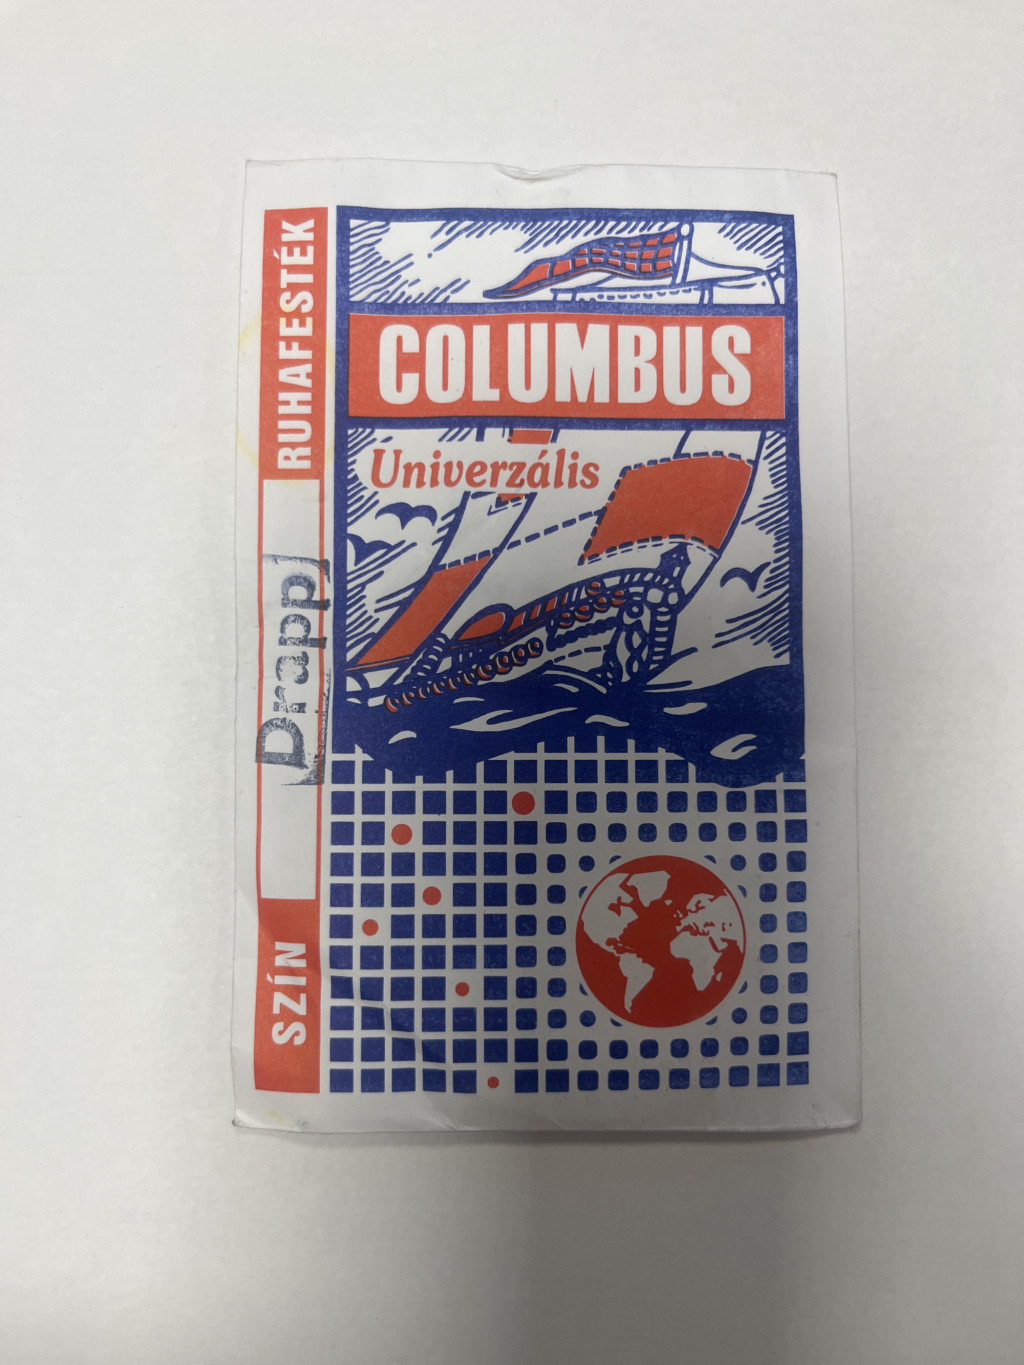 COLUMBUS
Univerzális
RUHAFESTÉK
Drapp
SZÍN